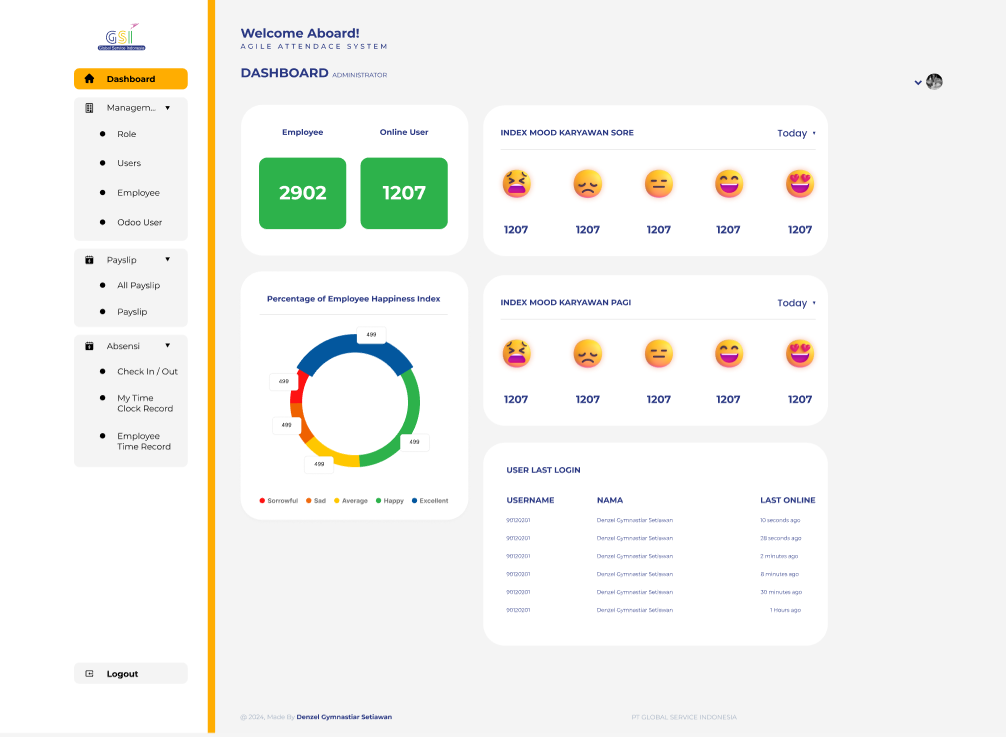 GSI
Global Service Indonesia
Dashboard
Managem...
Role
Users
Employee
Odoo User
Payslip
All Payslip
Payslip
Absensi
Check In / Out
My Time
Clock Record
Employee
Time Record
Logout
Welcome Aboard!
AGILE ATTENDACE SYSTEM
DASHBOARD ADMINISTRATOR
Employee Online User
2902 1207
INDEX MOOD KARYAWAN SORE Today
1207 1207 1207 1207 1207
Percentage of Employee Happiness Index
499
499
499
499
499
Sorrowful Sad Average Happy Excellent
INDEX MOOD KARYAWAN PAGI Today
1207 1207 1207 1207 1207
USER LAST LOGIN
USERNAME NAMA LAST ONLINE
90120201 Denzel Gymnastiar Setiawan 10 seconds ago
90120201 Denzel Gymnastiar Setiawan 38 seconds ago
90120201 Denzel Gymnastiar Setiawan 2 minutes ago
90120201 Denzel Gymnastiar Setiawan 8 minutes ago
90120201 Denzel Gymnastiar Setiawan 30 minutes ago
90120201 Denzel Gymnastiar Setiawan 1 Hours ago
@ 2024, Made By Denzel Gymnastiar Setiawan PT GLOBAL SERVICE INDONESIA